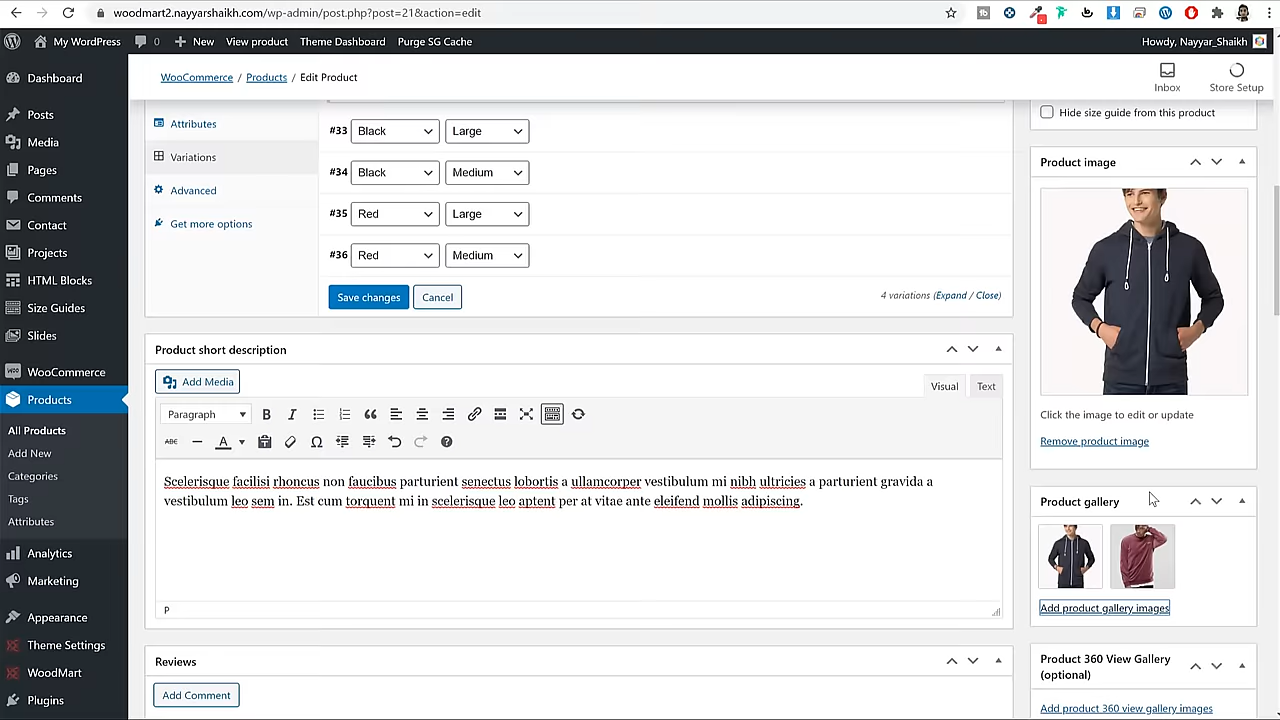 woodmart2.nayyarshaikh.com/wp-admin/post.php?post=21&action=edit
My WordPress
0
New
View product
Theme Dashboard
Purge SG Cache
Howdy, Nayyar_Shaikh
Dashboard
Posts
Media
Pages
Comments
Contact
Projects
HTML Blocks
Size Guides
Slides
WooCommerce
Products
All Products
Add New
Categories
Tags
Attributes
Analytics
Marketing
Appearance
Theme Settings
WoodMart
Plugins
WooCommerce / Products / Edit Product
Inbox
Store Setup
Attributes
Variations
Advanced
Get more options
#33 Black Large
#34 Black Medium
#35 Red Large
#36 Red Medium
Save changes
Cancel
4 variations (Expand / Close)
Product short description
Add Media
Visual
Text
Paragraph
B I
ABC
A
Scelerisque facilisi rhoncus non faucibus parturient senectus lobortis a ullamcorper vestibulum mi nibh ultricies a parturient gravida a
vestibulum leo sem in. Est cum torquent mi in scelerisque leo aptent per at vitae ante eleifend mollis adipiscing.
P
Reviews
Add Comment
Hide size guide from this product
Product image
Click the image to edit or update
Remove product image
Product gallery
Add product gallery images
Product 360 View Gallery
(optional)
Add product 360 view gallery images